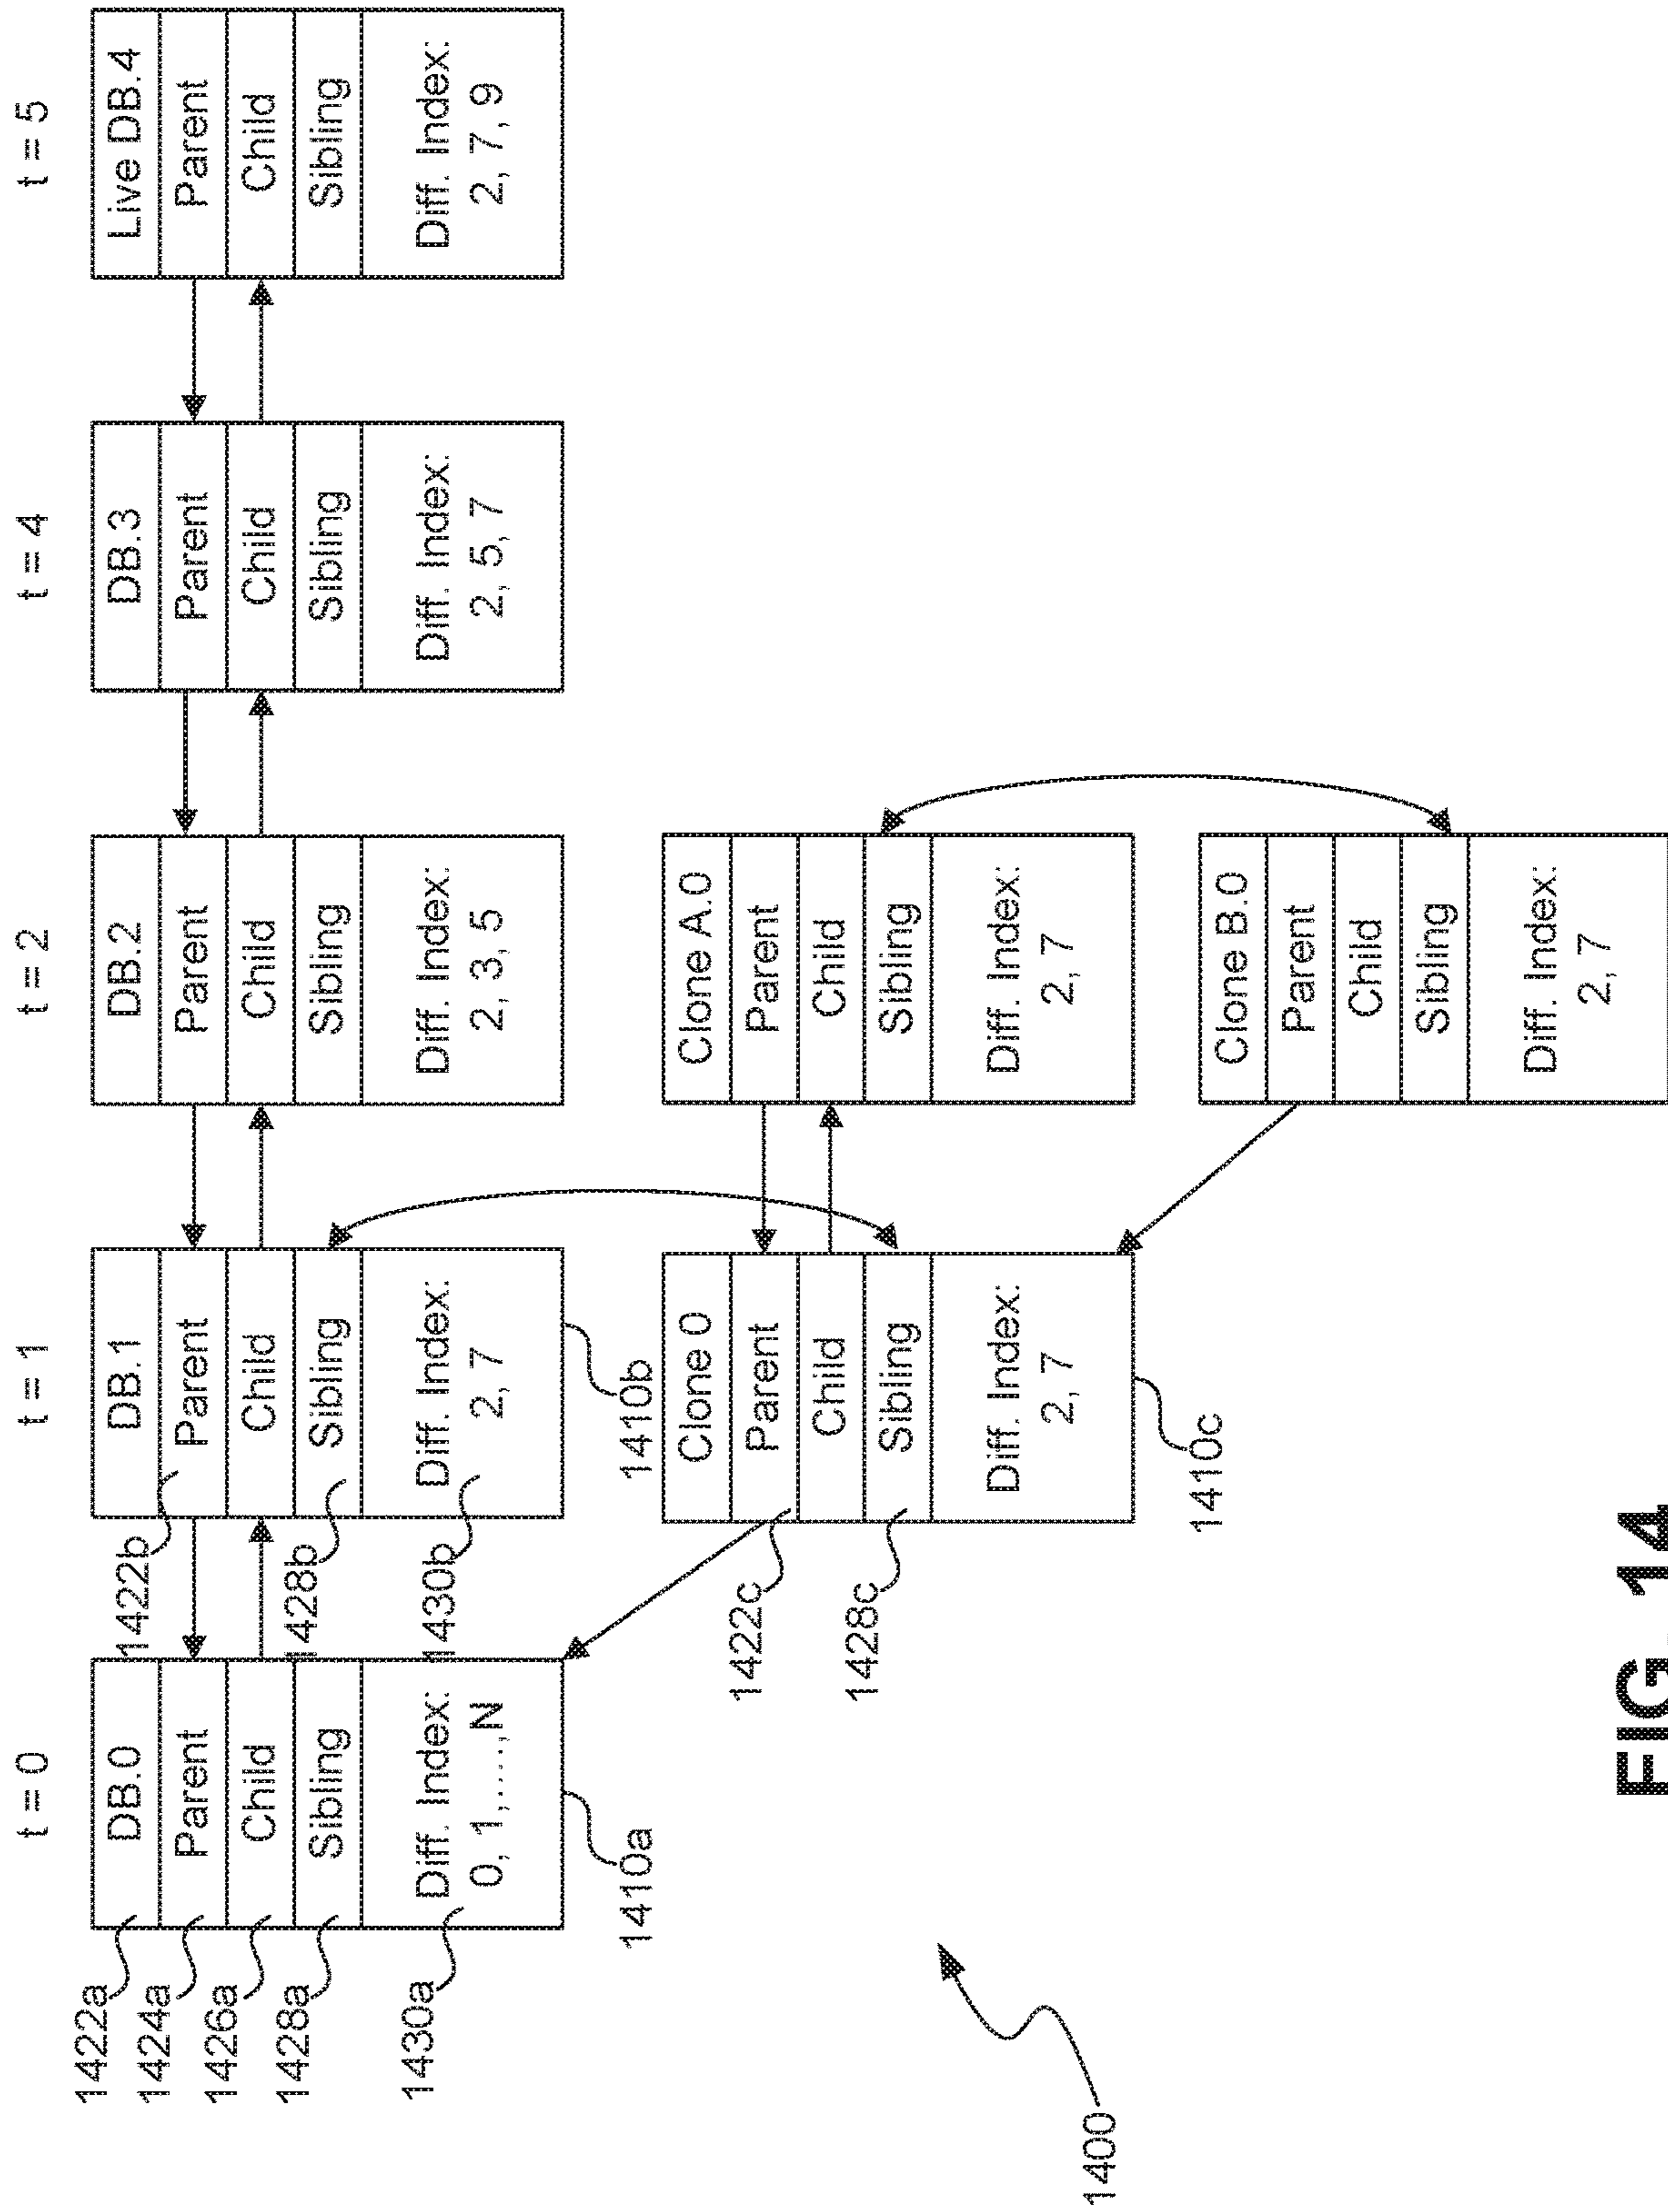 t = 0
t = 1
t = 2
t = 4
t = 5
1422a
1424a
1426a
1428a
1430a
DB.0
Parent
Child
Sibling
Diff. Index:
0, 1,....,N
1410a
1422b
1428b
1430b
DB.1
Parent
Child
Sibling
Diff. Index:
2, 7
1410b
DB.2
Parent
Child
Sibling
Diff. Index:
2, 3, 5
DB.3
Parent
Child
Sibling
Diff. Index:
2, 5, 7
Live DB.4
Parent
Child
Sibling
Diff. Index:
2, 7, 9
1422c
1428c
Clone 0
Parent
Child
Sibling
Diff. Index:
2, 7
1410c
Clone A.0
Parent
Child
Sibling
Diff. Index:
2, 7
Clone B.0
Parent
Child
Sibling
Diff. Index:
2, 7
1400
FIG. 14